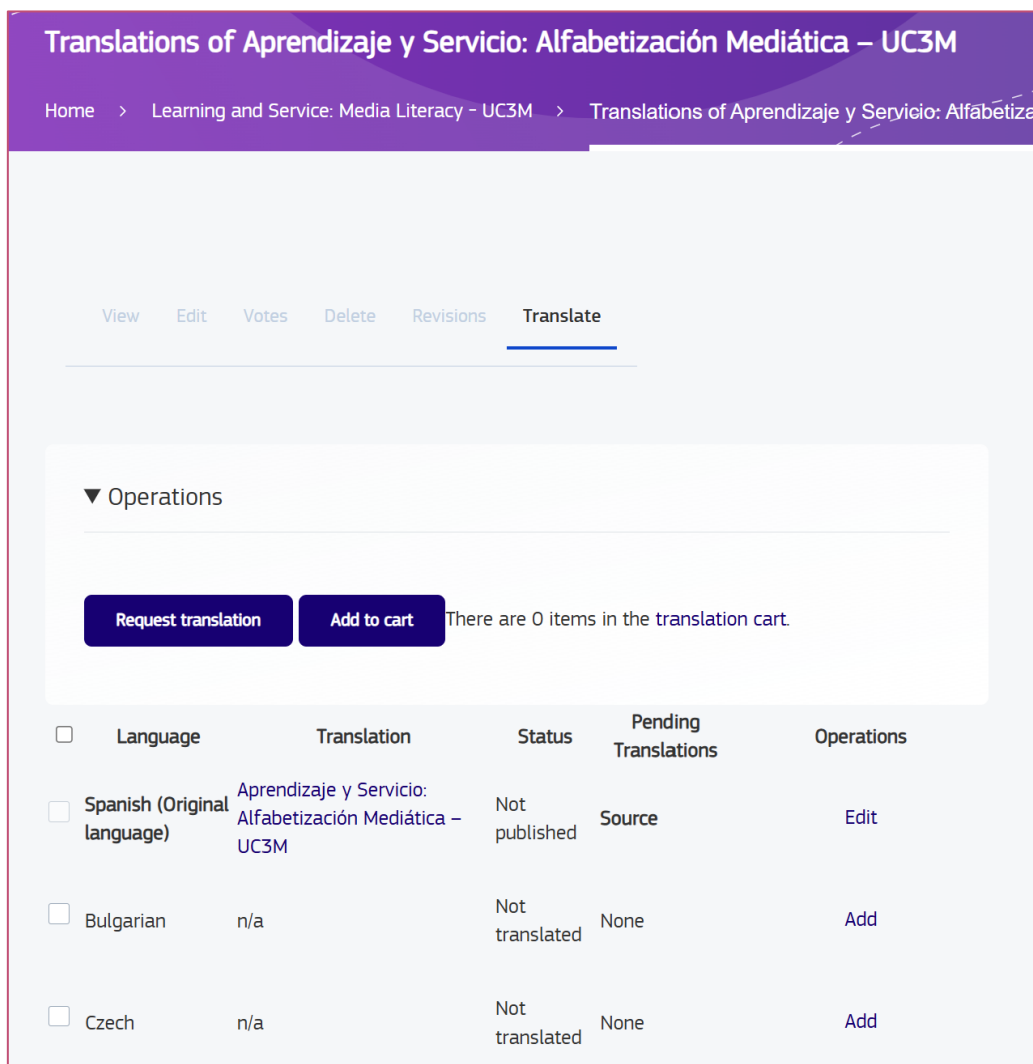 Translations of Aprendizaje y Servicio: Alfabetización Mediática – UC3M
Home > Learning and Service: Media Literacy - UC3M > Translations of Aprendizaje y Servicio: Alfabetiza
View Edit Votes Delete Revisions Translate
▼ Operations
Request translation Add to cart There are 0 items in the translation cart.
Language Translation Status Pending Translations Operations
Spanish (Original language) Aprendizaje y Servicio: Alfabetización Mediática – UC3M Not published Source Edit
Bulgarian n/a Not translated None Add
Czech n/a Not translated None Add